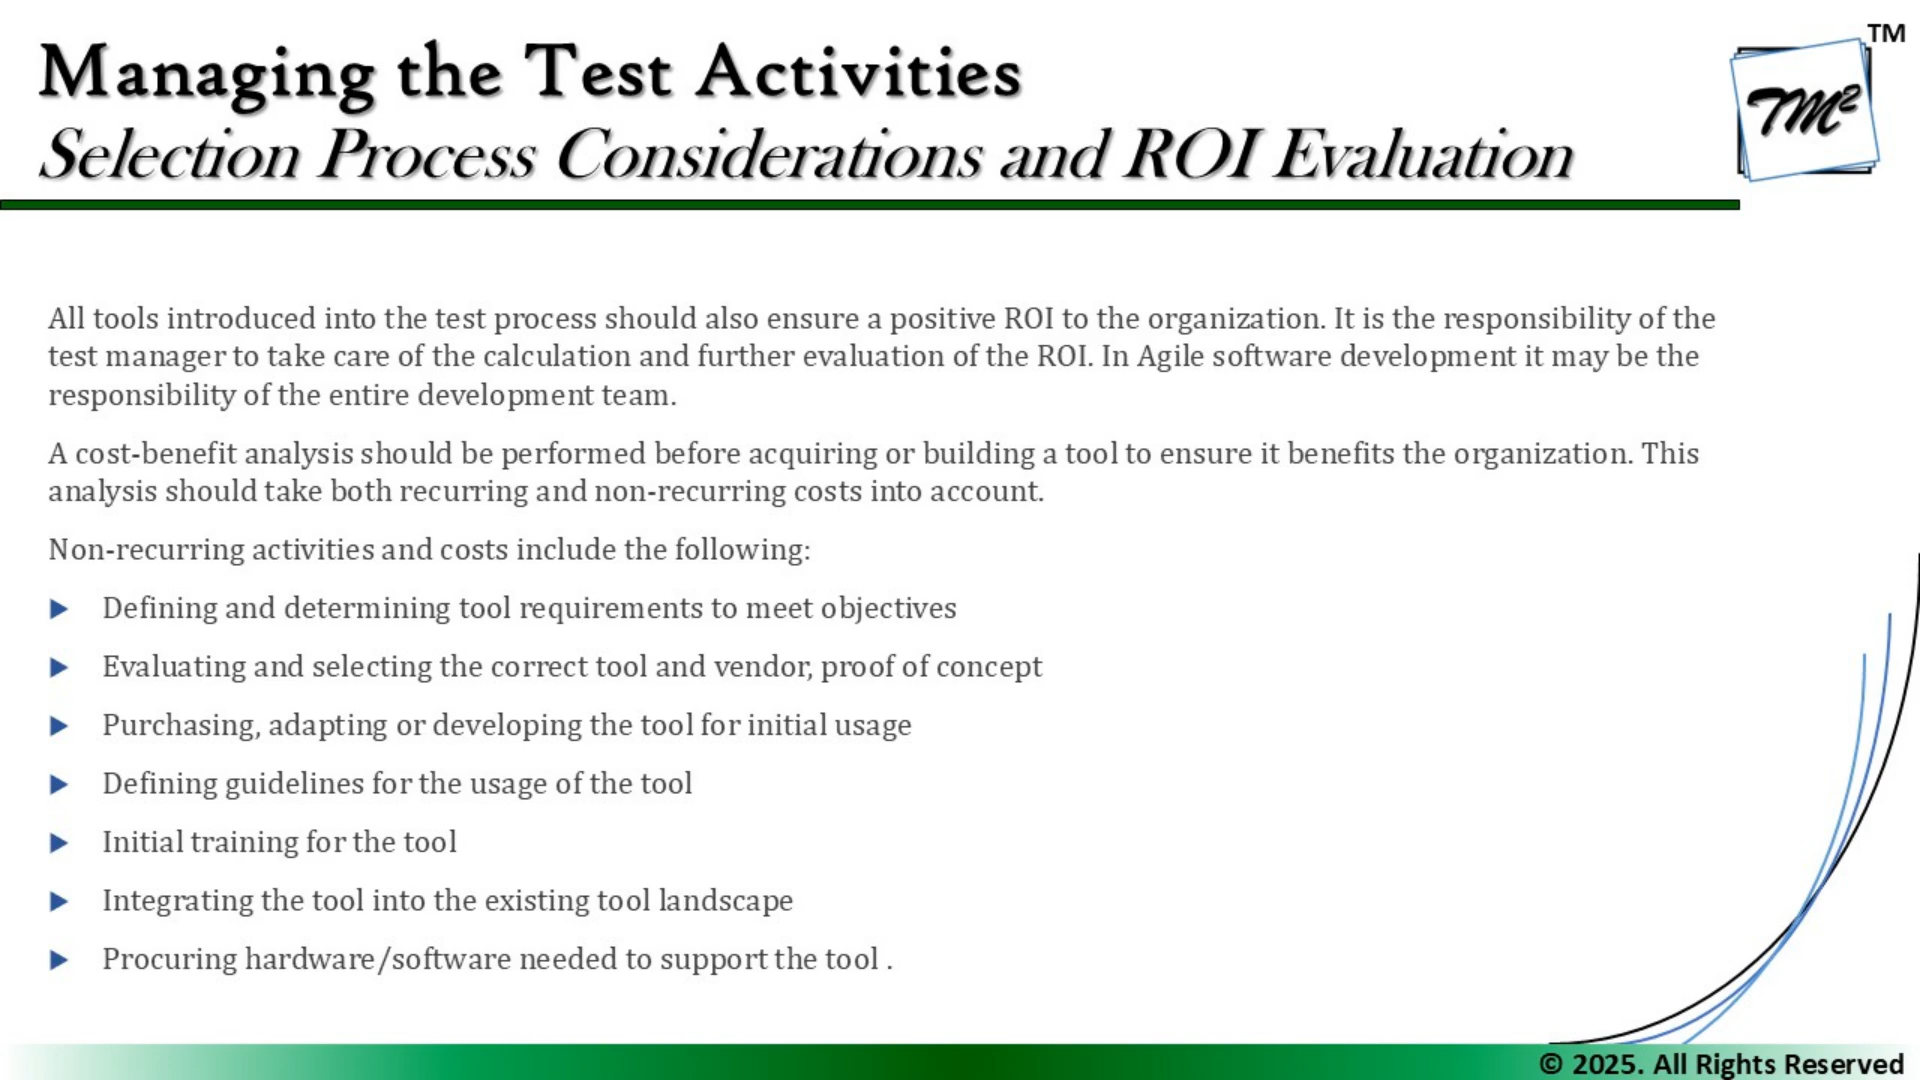 Managing the Test Activities
TM
Selection Process Considerations and ROI Evaluation
TM²
All tools introduced into the test process should also ensure a positive ROI to the organization. It is the responsibility of the
test manager to take care of the calculation and further evaluation of the ROI. In Agile software development it may be the
responsibility of the entire development team.
A cost-benefit analysis should be performed before acquiring or building a tool to ensure it benefits the organization. This
analysis should take both recurring and non-recurring costs into account.
Non-recurring activities and costs include the following:
Defining and determining tool requirements to meet objectives
Evaluating and selecting the correct tool and vendor, proof of concept
Purchasing, adapting or developing the tool for initial usage
Defining guidelines for the usage of the tool
Initial training for the tool
Integrating the tool into the existing tool landscape
Procuring hardware/software needed to support the tool .
© 2025. All Rights Reserved